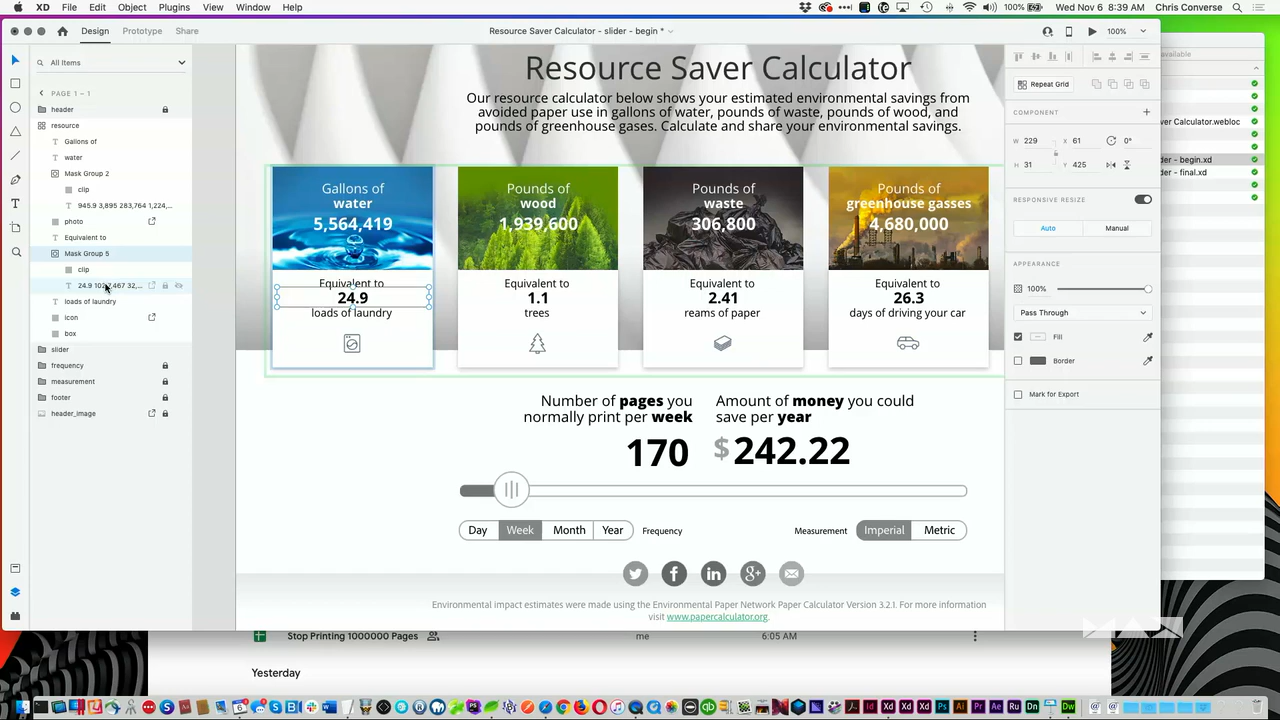 XD File Edit Object Plugins View Window Help
100% Wed Nov 6 8:39 AM Chris Converse
Design Prototype Share
Resource Saver Calculator - slider - begin *
100%
All Items
PAGE 1 – 1
header
resource
Gallons of
water
Mask Group 2
clip
945.9 3,895 283,764 1,224,...
photo
Equivalent to
Mask Group 5
clip
loads of laundry
icon
box
slider
frequency
measurement
footer
header_image
Resource Saver Calculator
Our resource calculator below shows your estimated environmental savings from
avoided paper use in gallons of water, pounds of waste, pounds of wood, and
pounds of greenhouse gases. Calculate and share your environmental savings.
Gallons of
water
5,564,419
Equivalent to
24.9
loads of laundry
Pounds of
wood
1,939,600
Equivalent to
1.1
trees
Pounds of
waste
306,800
Equivalent to
2.41
reams of paper
Pounds of
greenhouse gasses
4,680,000
Equivalent to
26.3
days of driving your car
Number of pages you
normally print per week
170
Amount of money you could
save per year
$242.22
Day Week Month Year Frequency
Measurement Imperial Metric
Environmental impact estimates were made using the Environmental Paper Network Paper Calculator Version 3.2.1. For more information
visit www.papercalculator.org.
Repeat Grid
COMPONENT
W 229 X 61 0°
H 31 Y 425
RESPONSIVE RESIZE
Auto Manual
APPEARANCE
100%
Pass Through
Fill
Border
Mark for Export
available
Calculator.webloc
- begin.xd
- final.xd
MAX
Stop Printing 1000000 Pages me 6:05 AM
Yesterday